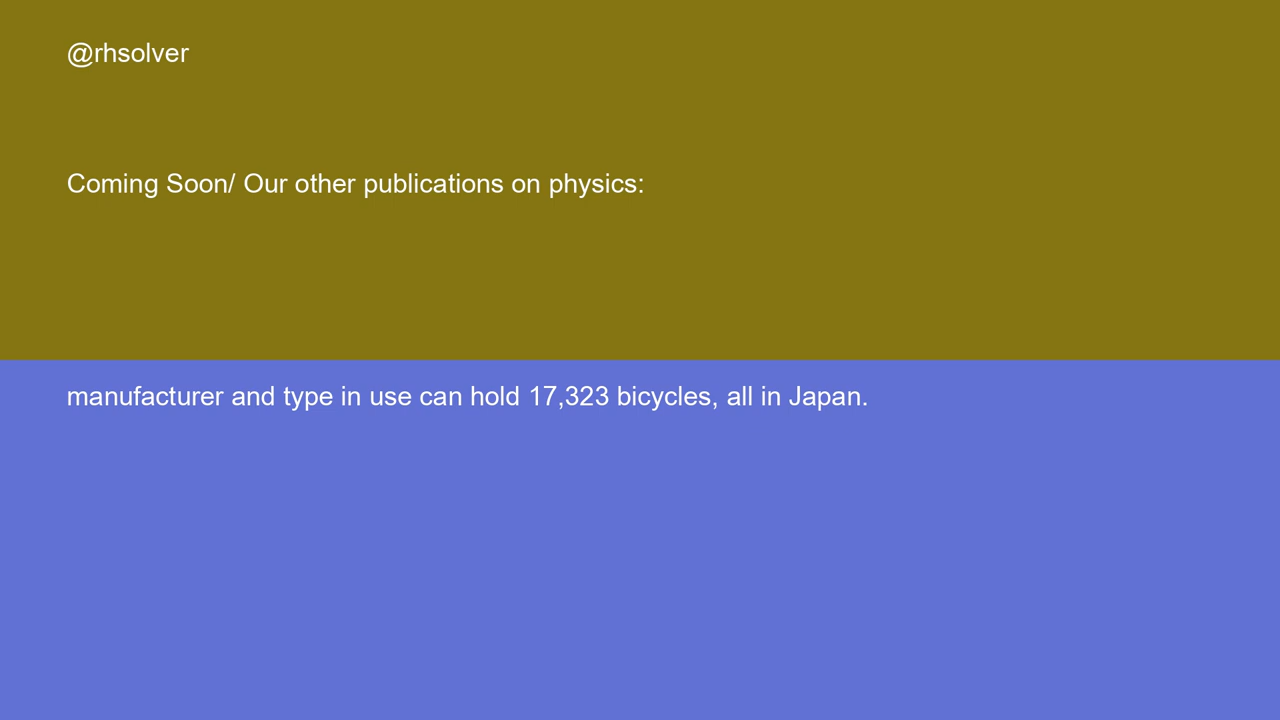 @rhsolver
Coming Soon/ Our other publications on physics:
manufacturer and type in use can hold 17,323 bicycles, all in Japan.